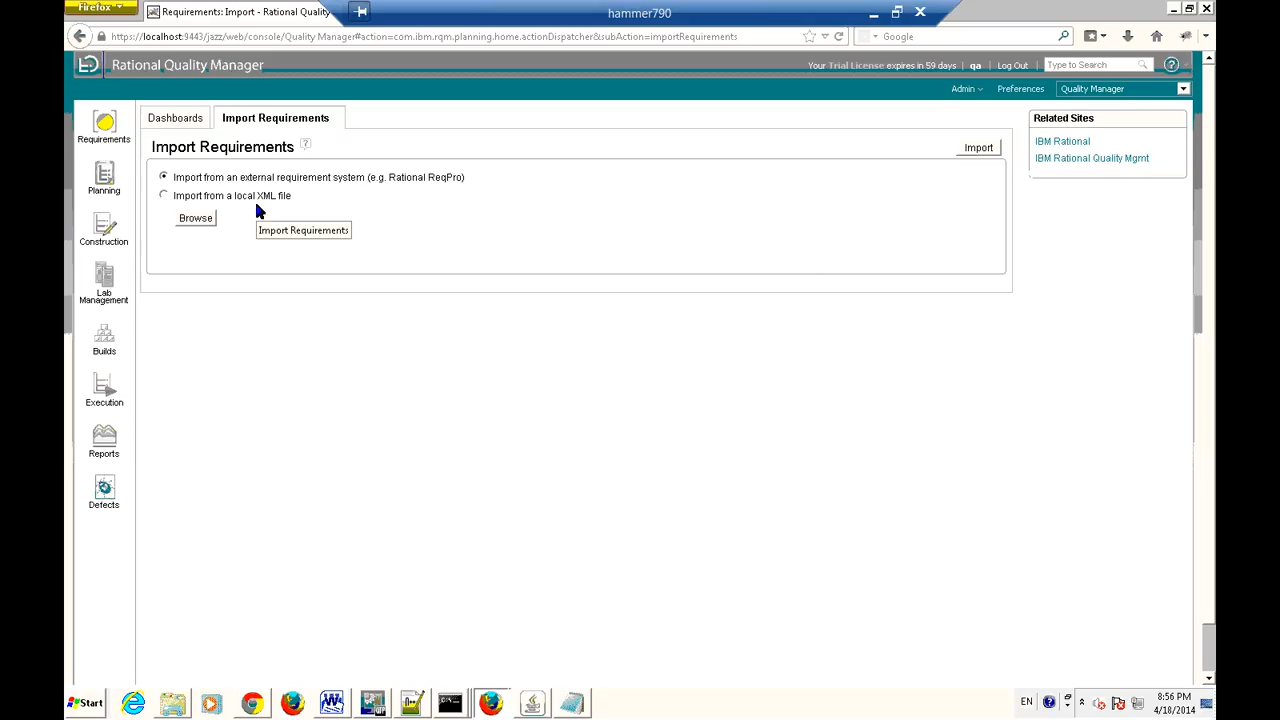 Firefox
Requirements: Import - Rational Quality
hammer790
https://localhost:9443/jazz/web/console/Quality Manager#action=com.ibm.rqm.planning.home.actionDispatcher&subAction=importRequirements
Google
Rational Quality Manager
Your Trial License expires in 59 days
qa
Log Out
Type to Search
Admin
Preferences
Quality Manager
Requirements
Planning
Construction
Lab
Management
Builds
Execution
Reports
Defects
Dashboards
Import Requirements
Import Requirements
?
Import
Import from an external requirement system (e.g. Rational ReqPro)
Import from a local XML file
Browse
Import Requirements
Related Sites
IBM Rational
IBM Rational Quality Mgmt
Start
EN
8:56 PM
4/18/2014